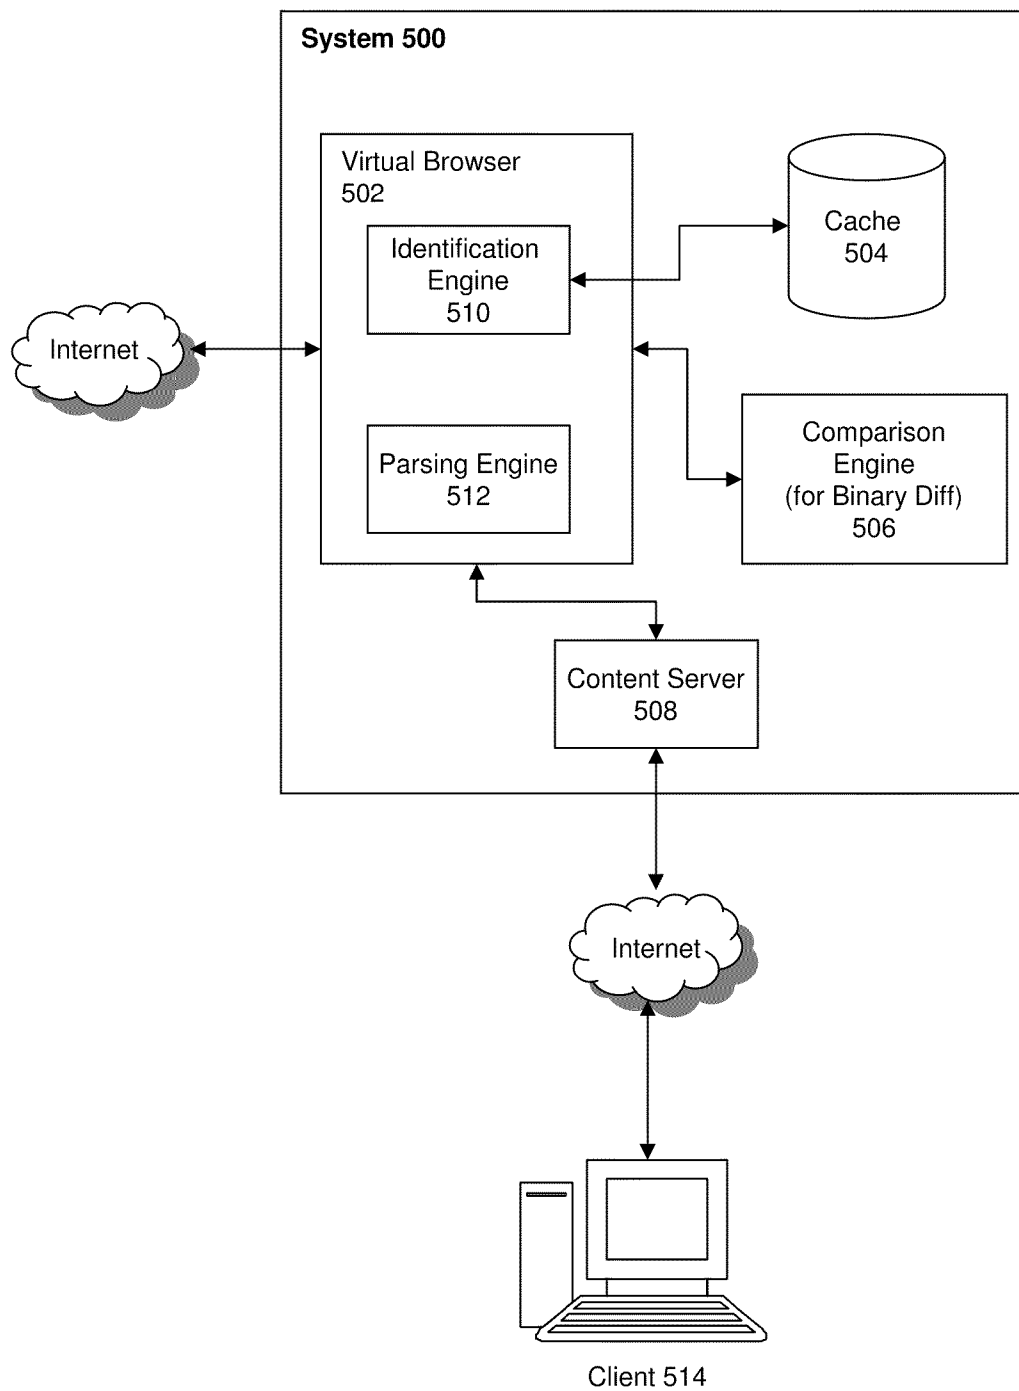 System 500
Virtual Browser
502
Identification
Engine
510
Cache
504
Internet
Parsing Engine
512
Comparison
Engine
(for Binary Diff)
506
Content Server
508
Internet
Client 514